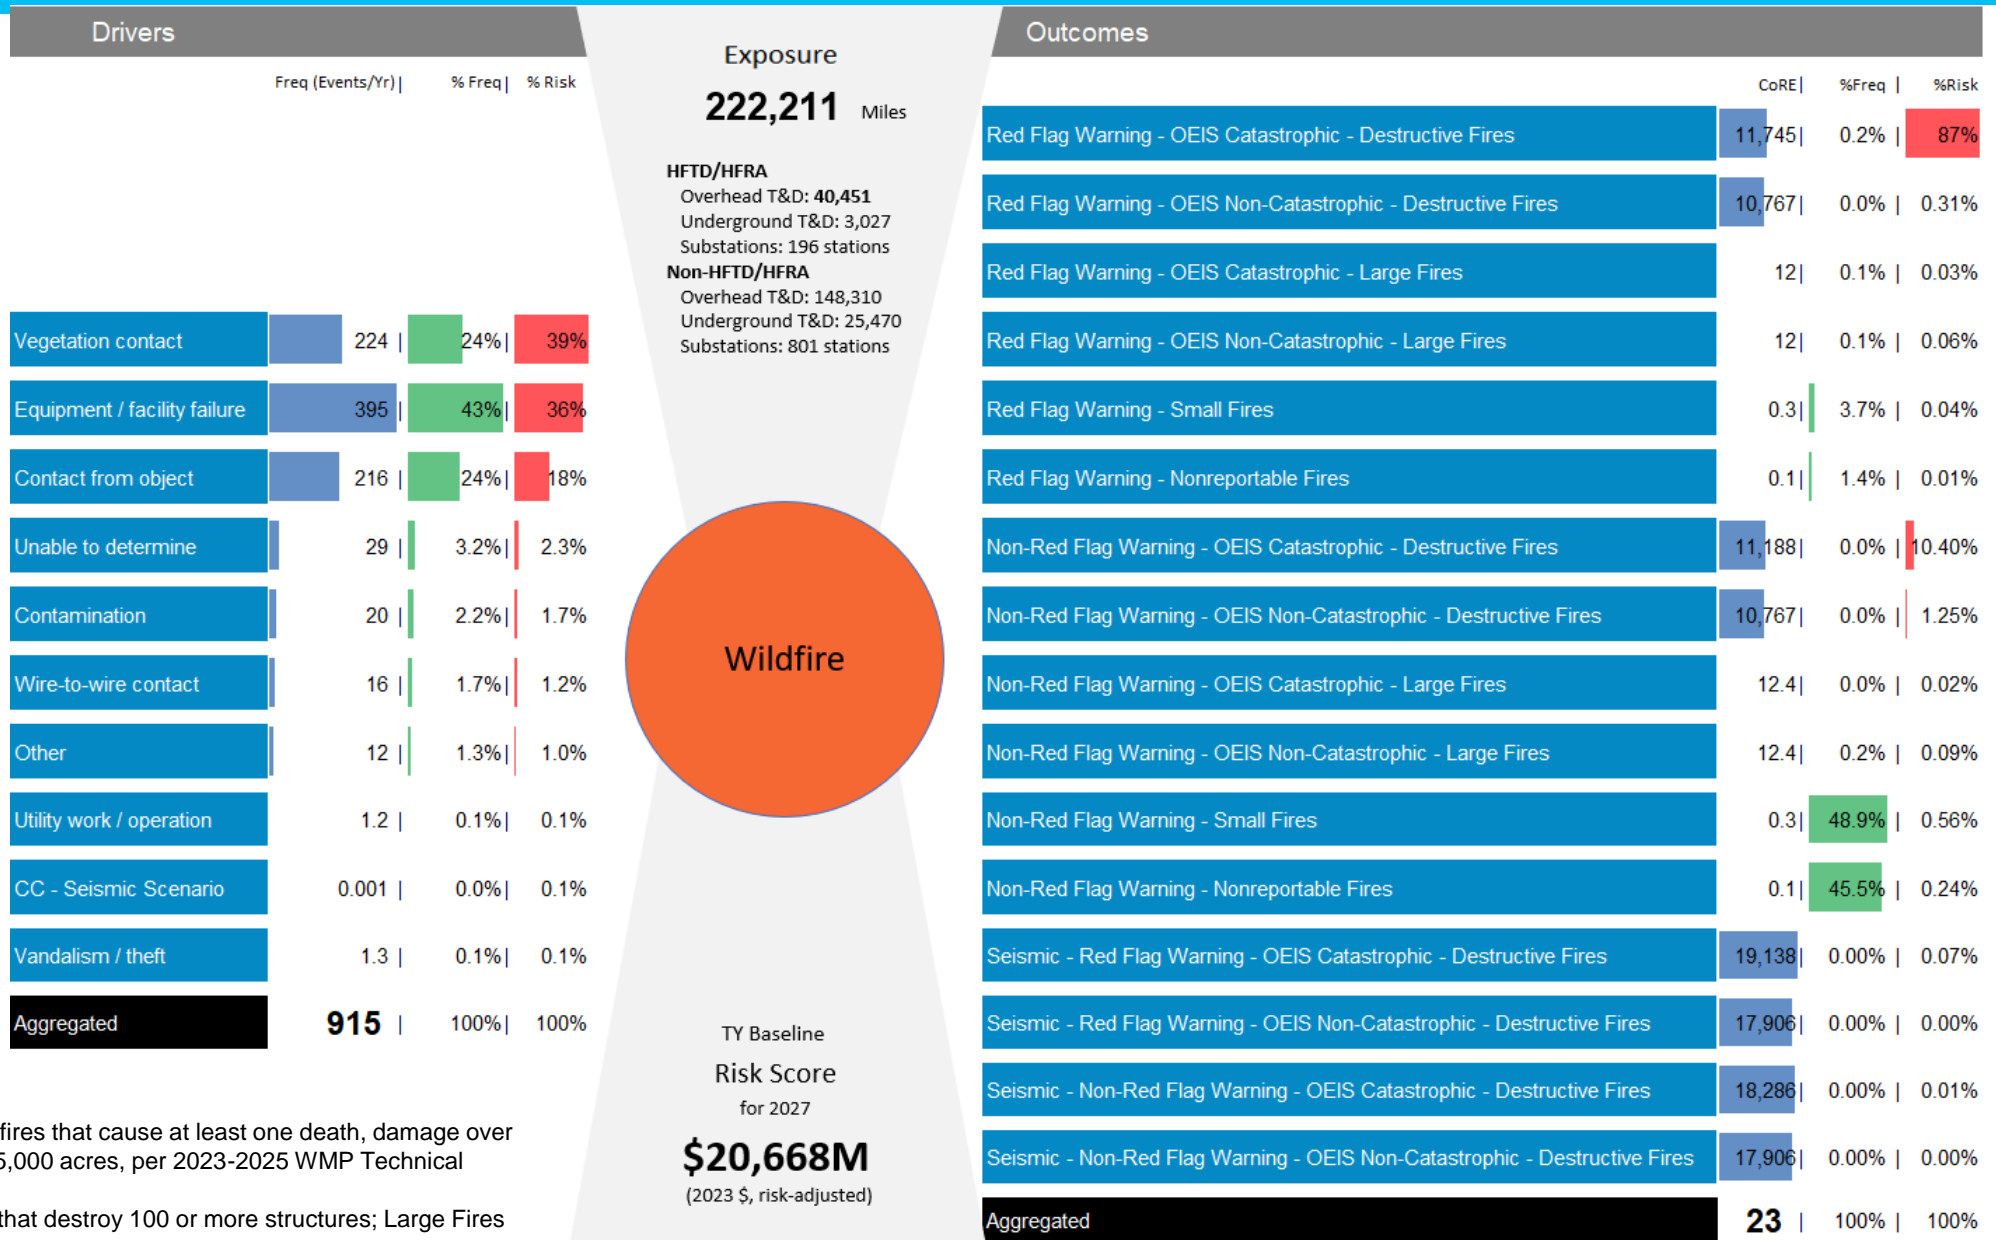 Drivers
Freq (Events/Yr)| % Freq| % Risk
Vegetation contact 224 | 24%| 39%
Equipment / facility failure 395 | 43%| 36%
Contact from object 216 | 24%| 18%
Unable to determine 29 | 3.2%| 2.3%
Contamination 20 | 2.2%| 1.7%
Wire-to-wire contact 16 | 1.7%| 1.2%
Other 12 | 1.3%| 1.0%
Utility work / operation 1.2 | 0.1%| 0.1%
CC - Seismic Scenario 0.001 | 0.0%| 0.1%
Vandalism / theft 1.3 | 0.1%| 0.1%
Aggregated 915 | 100%| 100%
fires that cause at least one death, damage over
5,000 acres, per 2023-2025 WMP Technical
that destroy 100 or more structures; Large Fires
Exposure
222,211 Miles
HFTD/HFRA
Overhead T&D: 40,451
Underground T&D: 3,027
Substations: 196 stations
Non-HFTD/HFRA
Overhead T&D: 148,310
Underground T&D: 25,470
Substations: 801 stations
Wildfire
TY Baseline
Risk Score
for 2027
$20,668M
(2023 $, risk-adjusted)
Outcomes
CoRE| %Freq | %Risk
Red Flag Warning - OEIS Catastrophic - Destructive Fires 11,745| 0.2% | 87%
Red Flag Warning - OEIS Non-Catastrophic - Destructive Fires 10,767| 0.0% | 0.31%
Red Flag Warning - OEIS Catastrophic - Large Fires 12| 0.1% | 0.03%
Red Flag Warning - OEIS Non-Catastrophic - Large Fires 12| 0.1% | 0.06%
Red Flag Warning - Small Fires 0.3| 3.7% | 0.04%
Red Flag Warning - Nonreportable Fires 0.1| 1.4% | 0.01%
Non-Red Flag Warning - OEIS Catastrophic - Destructive Fires 11,188| 0.0% | 10.40%
Non-Red Flag Warning - OEIS Non-Catastrophic - Destructive Fires 10,767| 0.0% | 1.25%
Non-Red Flag Warning - OEIS Catastrophic - Large Fires 12.4| 0.0% | 0.02%
Non-Red Flag Warning - OEIS Non-Catastrophic - Large Fires 12.4| 0.2% | 0.09%
Non-Red Flag Warning - Small Fires 0.3| 48.9% | 0.56%
Non-Red Flag Warning - Nonreportable Fires 0.1| 45.5% | 0.24%
Seismic - Red Flag Warning - OEIS Catastrophic - Destructive Fires 19,138| 0.00% | 0.07%
Seismic - Red Flag Warning - OEIS Non-Catastrophic - Destructive Fires 17,906| 0.00% | 0.00%
Seismic - Non-Red Flag Warning - OEIS Catastrophic - Destructive Fires 18,286| 0.00% | 0.01%
Seismic - Non-Red Flag Warning - OEIS Non-Catastrophic - Destructive Fires 17,906| 0.00% | 0.00%
Aggregated 23 | 100% | 100%